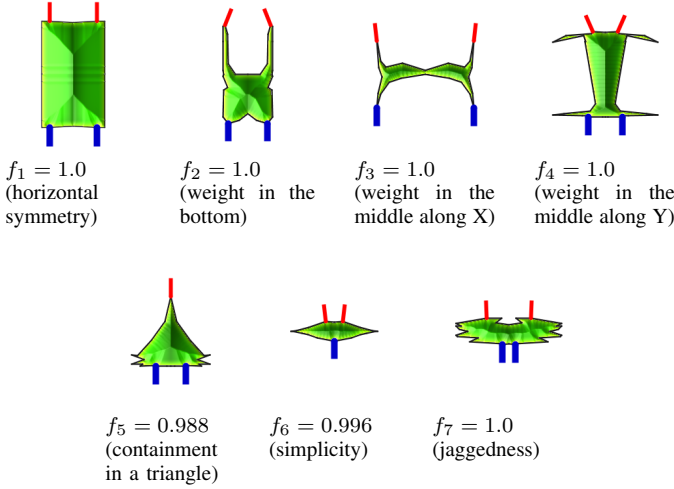 f₁ = 1.0
(horizontal
symmetry)
f₂ = 1.0
(weight in the
bottom)
f₃ = 1.0
(weight in the
middle along X)
f₄ = 1.0
(weight in the
middle along Y)
f₅ = 0.988
(containment
in a triangle)
f₆ = 0.996
(simplicity)
f₇ = 1.0
(jaggedness)